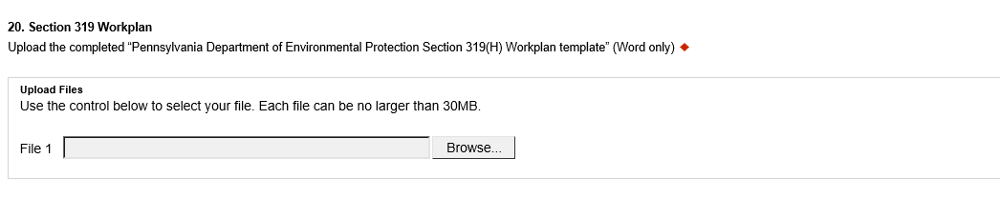 20. Section 319 Workplan
Upload the completed “Pennsylvania Department of Environmental Protection Section 319(H) Workplan template” (Word only)
Upload Files
Use the control below to select your file. Each file can be no larger than 30MB.
File 1 Browse...